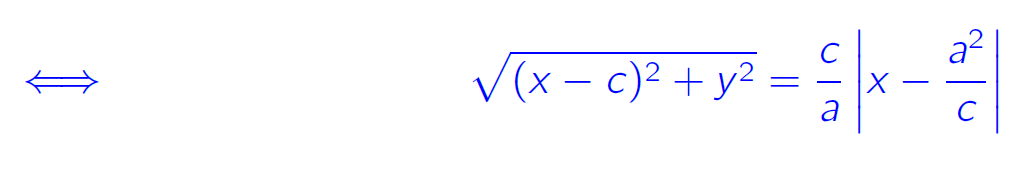 ⟺ √((x − c)² + y²) = c/a |x − a²/c|